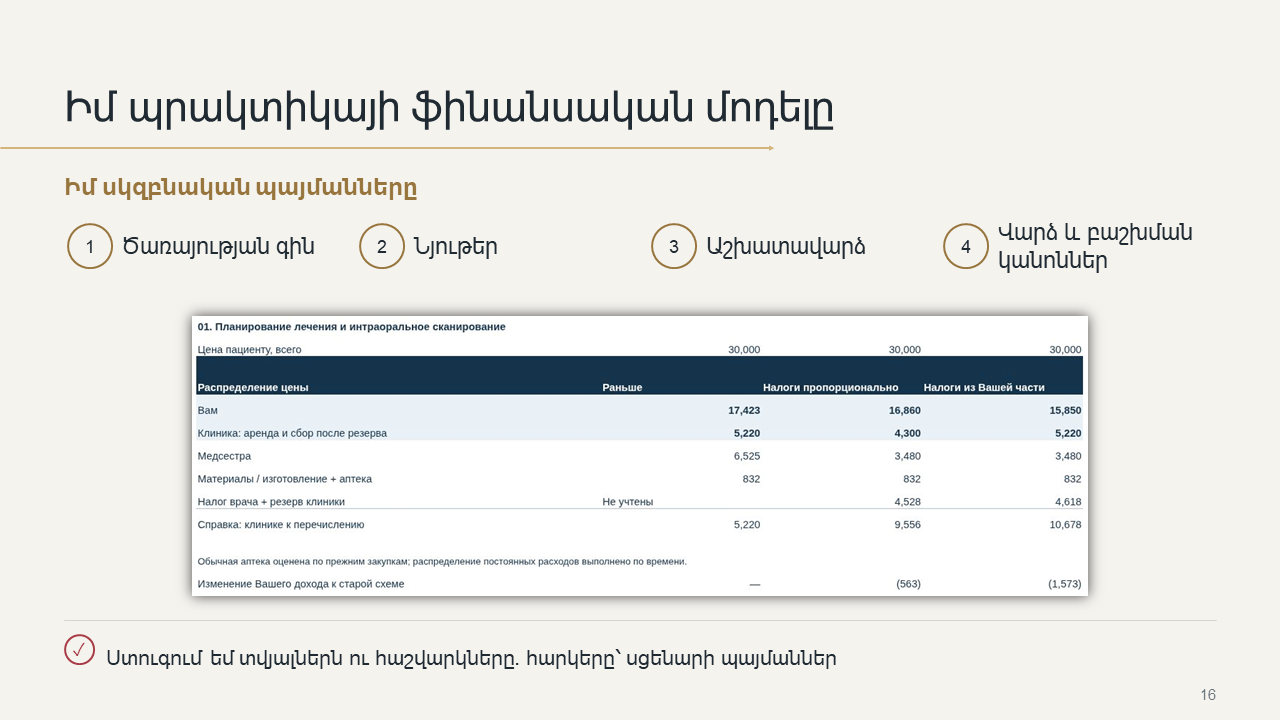 Իմ պրակտիկայի ֆինանսական մոդելը
Իմ սկզբնական պայմանները
1 Ծառայության գին
2 Նյութեր
3 Աշխատավարձ
4 Վարձ և բաշխման
կանոններ
01. Планирование лечения и интраоральное сканирование
Цена пациенту, всего 30,000 30,000 30,000
Распределение цены Раньше Налоги пропорционально Налоги из Вашей части
Вам 17,423 16,860 15,850
Клиника: аренда и сбор после резерва 5,220 4,300 5,220
Медсестра 6,525 3,480 3,480
Материалы / изготовление + аптека 832 832 832
Налог врача + резерв клиники Не учтены 4,528 4,618
Справка: клинике к перечислению 5,220 9,556 10,678
Обычная аптека оценена по прежним закупкам; распределение постоянных расходов выполнено по времени.
Изменение Вашего дохода к старой схеме — (563) (1,573)
✓ Ստուգում եմ տվյալներն ու հաշվարկները. հարկերը՝ սցենարի պայմաններ
16